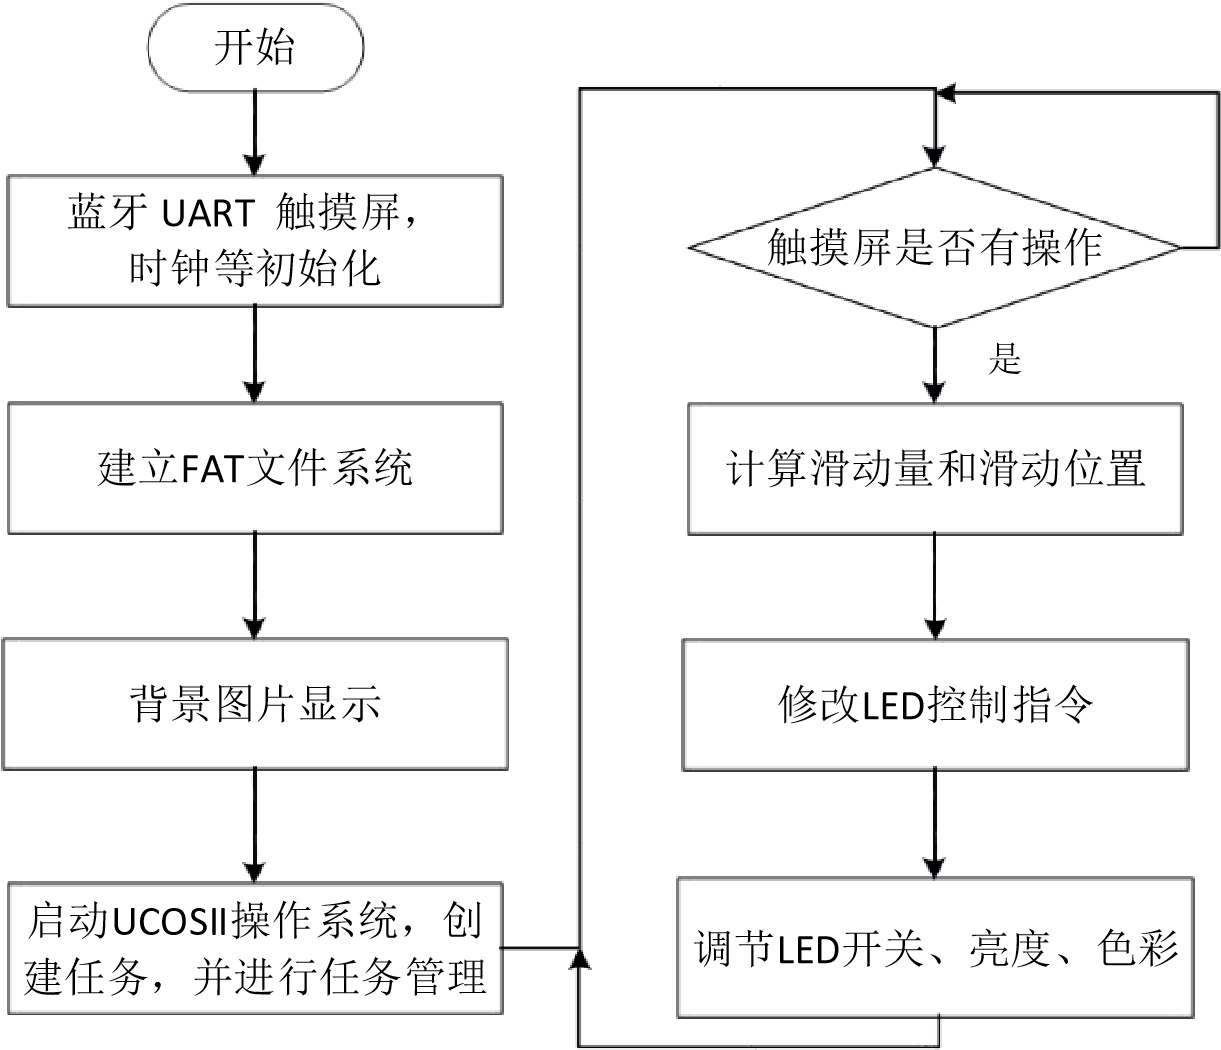 开始
蓝牙 UART 触摸屏，
时钟等初始化
建立FAT文件系统
背景图片显示
启动UCOSII操作系统，创
建任务，并进行任务管理
触摸屏是否有操作
是
计算滑动量和滑动位置
修改LED控制指令
调节LED开关、亮度、色彩